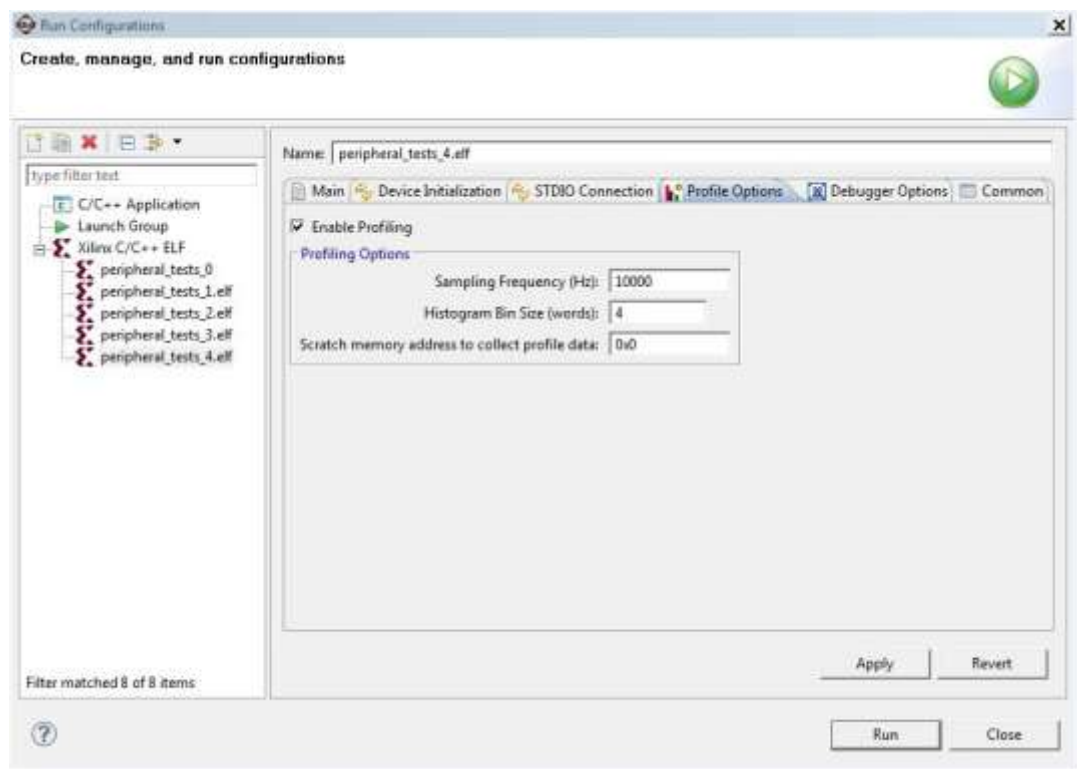 Run Configurations
Create, manage, and run configurations
type filter text
C/C++ Application
Launch Group
Xilinx C/C++ ELF
peripheral_tests_0
peripheral_tests_1.elf
peripheral_tests_2.elf
peripheral_tests_3.elf
peripheral_tests_4.elf
Filter matched 8 of 8 items
Name: peripheral_tests_4.elf
Main Device Initialization STDIO Connection Profile Options Debugger Options Common
Enable Profiling
Profiling Options
Sampling Frequency (Hz): 10000
Histogram Bin Size (words): 4
Scratch memory address to collect profile data: 0x0
Apply Revert
Run Close